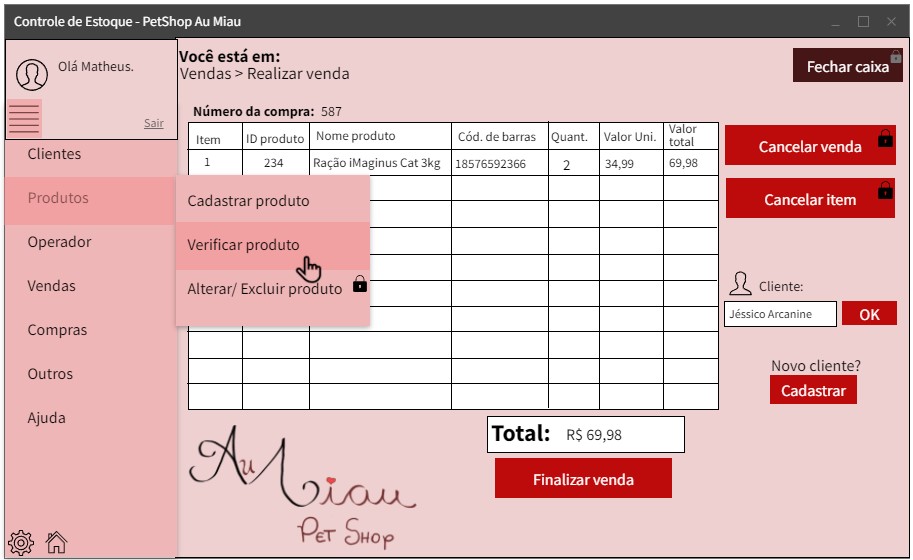 Controle de Estoque - PetShop Au Miau
Olá Matheus.
Sair
Você está em:
Vendas > Realizar venda
Fechar caixa
Número da compra: 587
Item ID produto Nome produto Cód. de barras Quant. Valor Uni. Valor total
1 234 Ração iMaginus Cat 3kg 18576592366 2 34,99 69,98
Clientes
Produtos
Operador
Vendas
Compras
Outros
Ajuda
Cadastrar produto
Verificar produto
Alterar/ Excluir produto
Cancelar venda
Cancelar item
Cliente:
Jéssico Arcanine
OK
Novo cliente?
Cadastrar
Total: R$ 69,98
Finalizar venda
Au Miau
Pet Shop